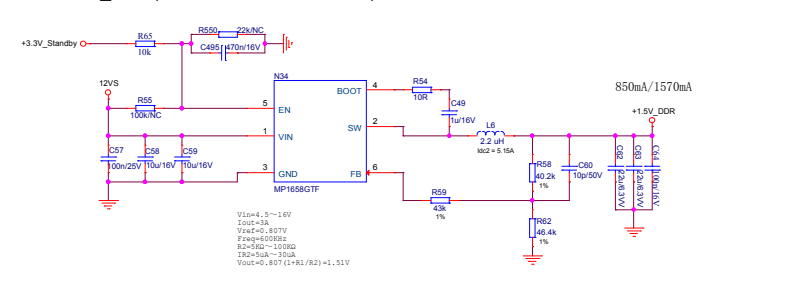 R550
22k/NC
+3.3V_Standby
R65
10k
C495
470n/16V
N34
12VS
R55
100k/NC
5
EN
BOOT
4
R54
10R
C49
1u/16V
1
VIN
SW
2
L6
2.2 uH
Idc2 = 5.15A
850mA/1570mA
+1.5V_DDR
C57
100n/25V
C58
10u/16V
C59
10u/16V
3
GND
FB
6
MP1658GTF
R59
43k
1%
R58
40.2k
1%
C60
10p/50V
C62
22u/6.3VV
C63
22u/6.3VV
C64
100n/16V
R62
46.4k
1%
Vin=4.5~16V
Iout=3A
Vref=0.807V
Freq=600KHz
R2=5KΩ~100KΩ
IR2=5uA~30uA
Vout=0.807(1+R1/R2)=1.51V